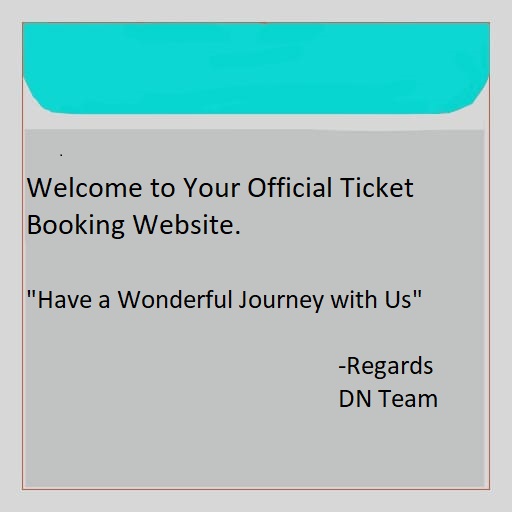 Welcome to Your Official Ticket
Booking Website.
"Have a Wonderful Journey with Us"
-Regards
DN Team